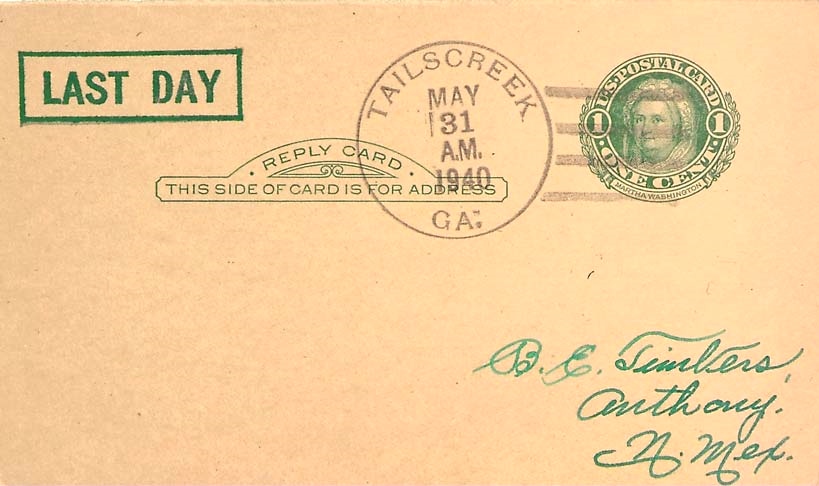 LAST DAY
TAILSCREEK
MAY
31
A.M.
1940
GA.
U.S. POSTAL CARD
1 1
ONE CENT
MARTHA WASHINGTON
REPLY CARD
THIS SIDE OF CARD IS FOR ADDRESS
B. E. Timbers,
Anthony.
N. Mex.